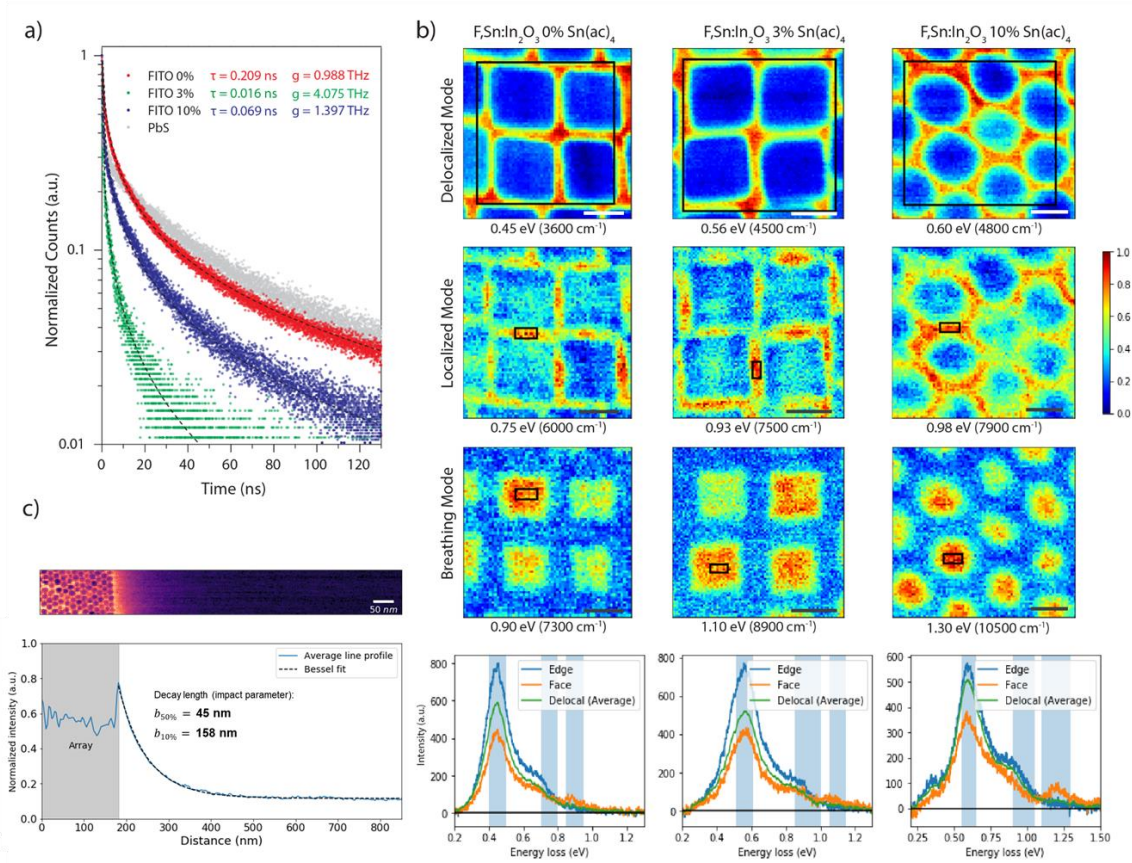 a)
1
0.1
0.01
Normalized Counts (a.u.)
FITO 0% τ = 0.209 ns g = 0.988 THz
FITO 3% τ = 0.016 ns g = 4.075 THz
FITO 10% τ = 0.069 ns g = 1.397 THz
PbS
0 20 40 60 80 100 120
Time (ns)
b)
F,Sn:In₂O₃ 0% Sn(ac)₄ F,Sn:In₂O₃ 3% Sn(ac)₄ F,Sn:In₂O₃ 10% Sn(ac)₄
Delocalized Mode
0.45 eV (3600 cm⁻¹) 0.56 eV (4500 cm⁻¹) 0.60 eV (4800 cm⁻¹)
Localized Mode
0.75 eV (6000 cm⁻¹) 0.93 eV (7500 cm⁻¹) 0.98 eV (7900 cm⁻¹)
1.0
0.8
0.6
0.4
0.2
0.0
Breathing Mode
0.90 eV (7300 cm⁻¹) 1.10 eV (8900 cm⁻¹) 1.30 eV (10500 cm⁻¹)
Intensity (a.u.)
800
600
400
200
0
Edge
Face
Delocal (Average)
0.2 0.4 0.6 0.8 1.0 1.2
Energy loss (eV)
800
600
400
200
0
Edge
Face
Delocal (Average)
0.2 0.4 0.6 0.8 1.0 1.2
Energy loss (eV)
600
500
400
300
200
100
0
Edge
Face
Delocal (Average)
0.25 0.50 0.75 1.00 1.25 1.50
Energy loss (eV)
c)
50 nm
Normalized intensity (a.u.)
1.0
0.8
0.6
0.4
0.2
0.0
Average line profile
Bessel fit
Decay length (impact parameter):
b50% = 45 nm
b10% = 158 nm
Array
0 100 200 300 400 500 600 700 800
Distance (nm)